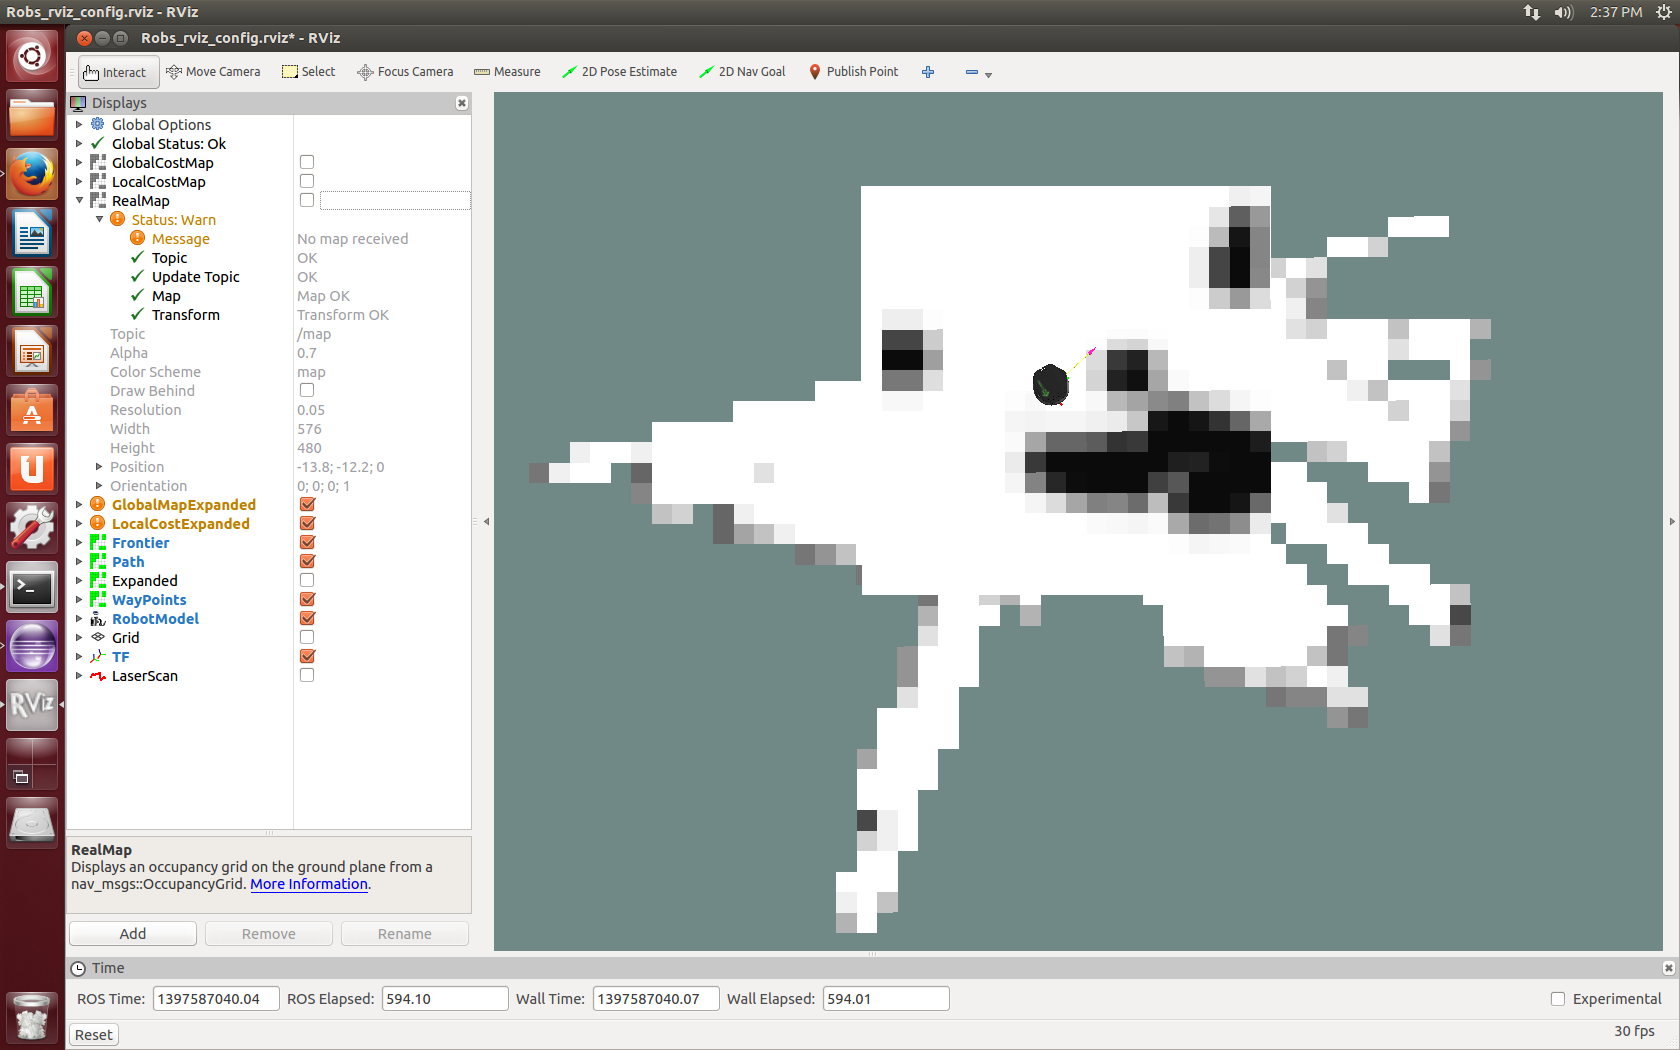 Robs_rviz_config.rviz - RViz
2:37 PM
Robs_rviz_config.rviz* - RViz
Interact Move Camera Select Focus Camera Measure 2D Pose Estimate 2D Nav Goal Publish Point
Displays
Global Options
Global Status: Ok
GlobalCostMap
LocalCostMap
RealMap
Status: Warn
Message No map received
Topic OK
Update Topic OK
Map Map OK
Transform Transform OK
Topic /map
Alpha 0.7
Color Scheme map
Draw Behind
Resolution 0.05
Width 576
Height 480
Position -13.8; -12.2; 0
Orientation 0; 0; 0; 1
GlobalMapExpanded
LocalCostExpanded
Frontier
Path
Expanded
WayPoints
RobotModel
Grid
TF
LaserScan
RViz
RealMap
Displays an occupancy grid on the ground plane from a
nav_msgs::OccupancyGrid. More Information.
Add Remove Rename
Time
ROS Time: 1397587040.04 ROS Elapsed: 594.10 Wall Time: 1397587040.07 Wall Elapsed: 594.01 Experimental
Reset 30 fps